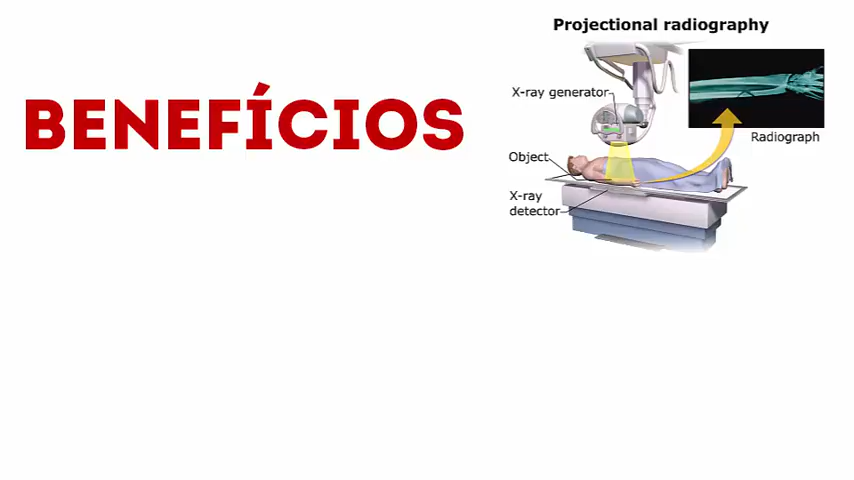 BENEFÍCIOS
Projectional radiography
X-ray generator
Radiograph
Object
X-ray
detector